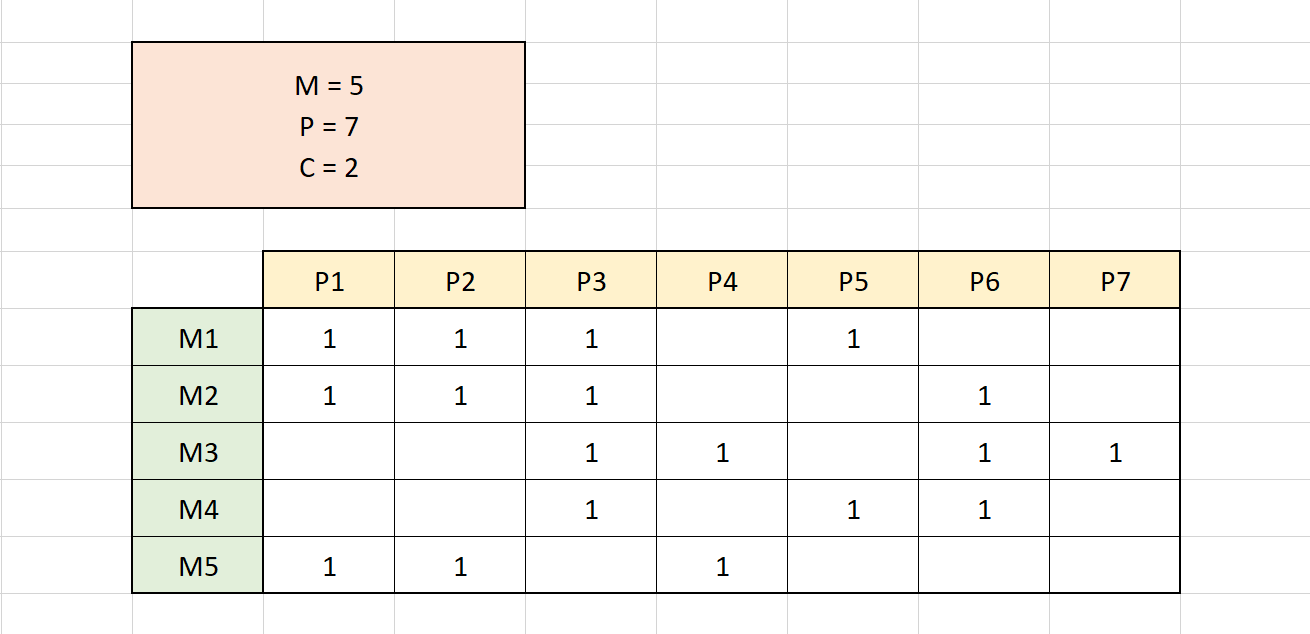 M = 5
P = 7
C = 2
P1 P2 P3 P4 P5 P6 P7
M1 1 1 1 1
M2 1 1 1 1
M3 1 1 1 1
M4 1 1 1
M5 1 1 1